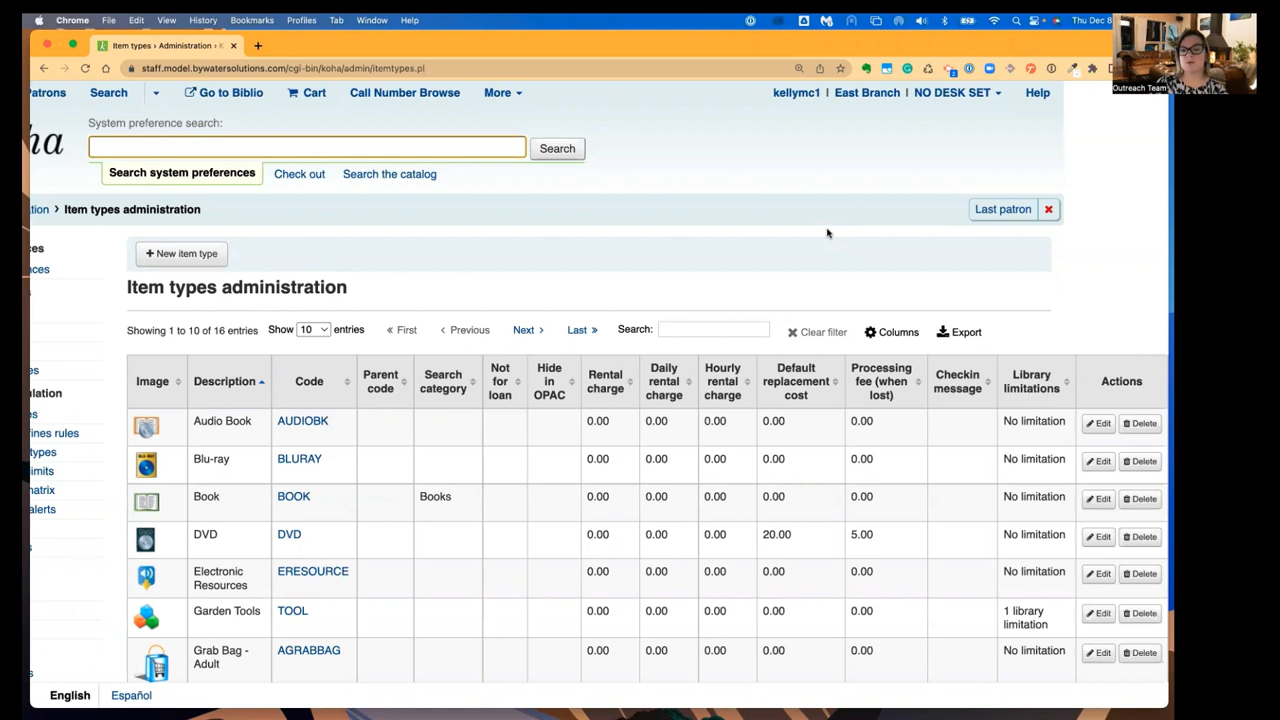 Chrome File Edit View History Bookmarks Profiles Tab Window Help Thu Dec 8
Item types › Administration › K
staff.model.bywatersolutions.com/cgi-bin/koha/admin/itemtypes.pl
Outreach Team
Patrons Search Go to Biblio Cart Call Number Browse More kellymc1 East Branch NO DESK SET Help
System preference search:
ha
Search
Search system preferences Check out Search the catalog
tion › Item types administration Last patron
ces
+ New item type
nces
s
Item types administration
Showing 1 to 10 of 16 entries Show 10 entries « First ‹ Previous Next › Last » Search: Clear filter Columns Export
es
ulation
es
fines rules
types
imits
matrix
alerts
s
s
Image Description Code Parent code Search category Not for loan Hide in OPAC Rental charge Daily rental charge Hourly rental charge Default replacement cost Processing fee (when lost) Checkin message Library limitations Actions
Audio Book AUDIOBK 0.00 0.00 0.00 0.00 0.00 No limitation Edit Delete
BLU-RAY Blu-ray BLURAY 0.00 0.00 0.00 0.00 0.00 No limitation Edit Delete
Book BOOK Books 0.00 0.00 0.00 0.00 0.00 No limitation Edit Delete
DVD DVD 0.00 0.00 0.00 20.00 5.00 No limitation Edit Delete
Electronic Resources ERESOURCE 0.00 0.00 0.00 0.00 0.00 No limitation Edit Delete
Garden Tools TOOL 0.00 0.00 0.00 0.00 0.00 1 library limitation Edit Delete
Grab Bag - Adult AGRABBAG 0.00 0.00 0.00 0.00 0.00 No limitation Edit Delete
English Español